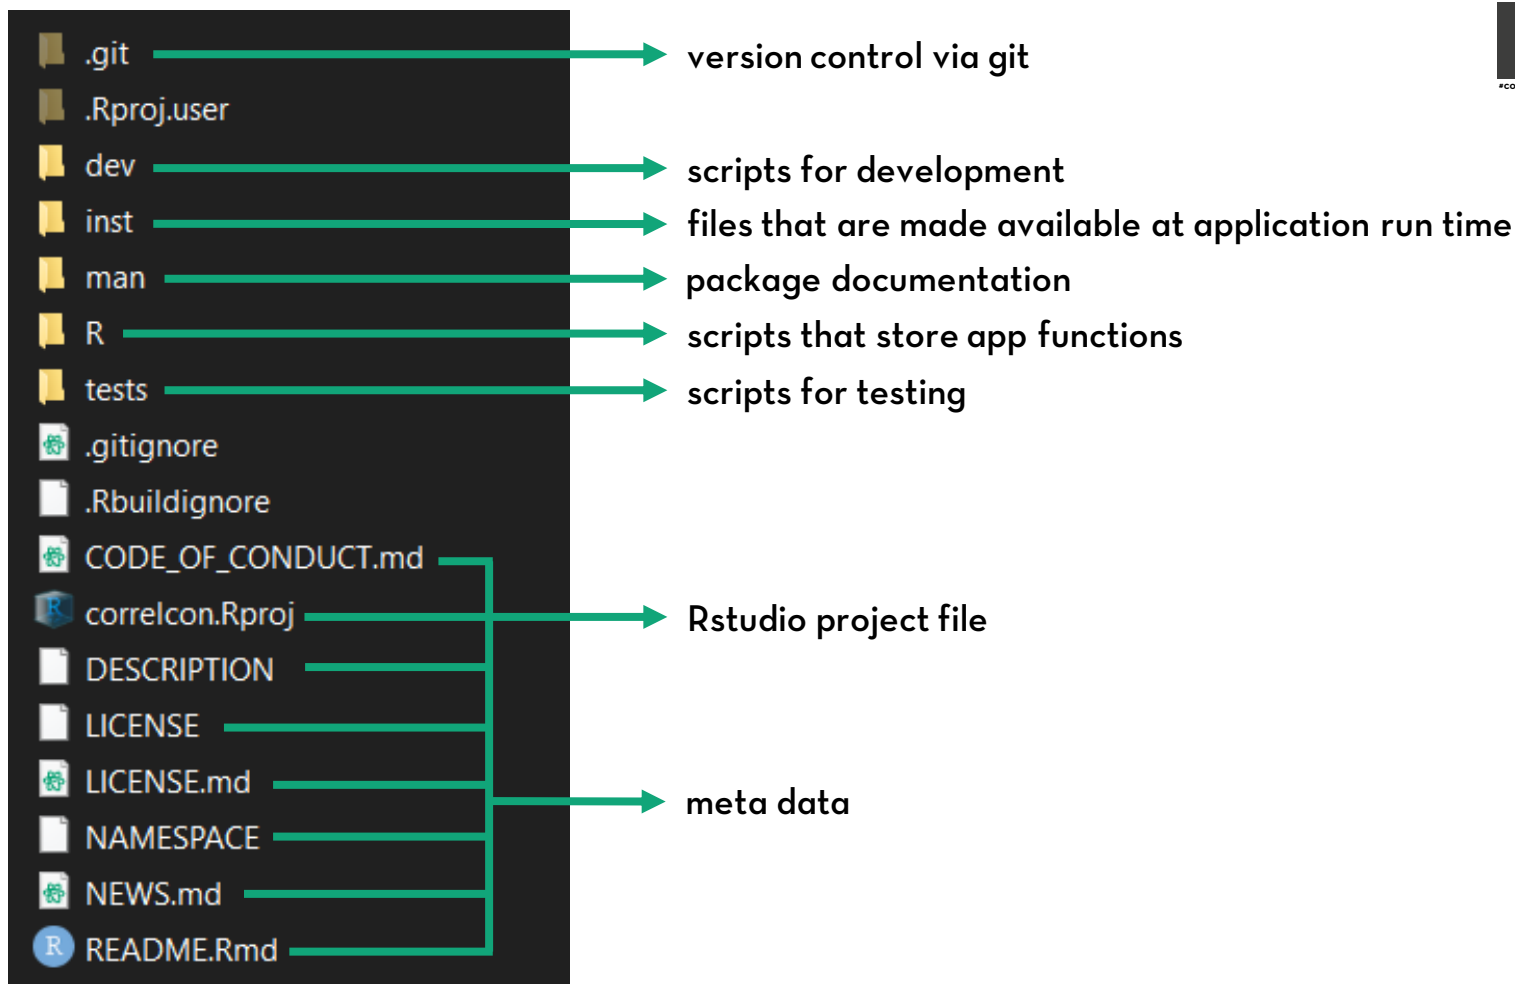 .git
version control via git
.Rproj.user
dev
scripts for development
inst
files that are made available at application run time
man
package documentation
R
scripts that store app functions
tests
scripts for testing
.gitignore
.Rbuildignore
CODE_OF_CONDUCT.md
correlcon.Rproj
Rstudio project file
DESCRIPTION
LICENSE
LICENSE.md
meta data
NAMESPACE
NEWS.md
README.Rmd